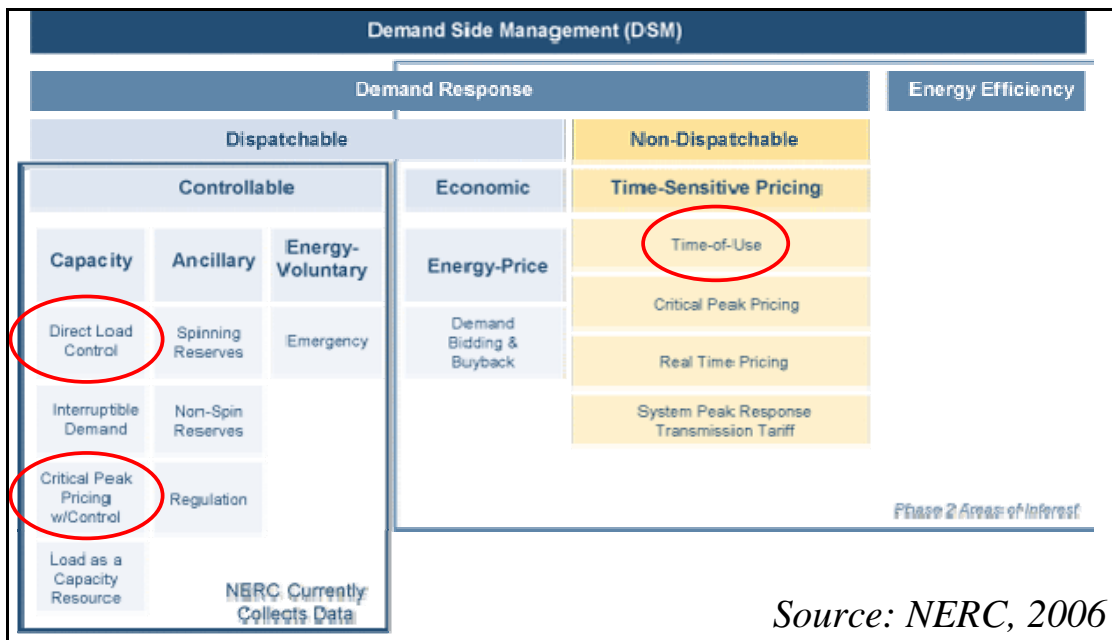 Demand Side Management (DSM)
Demand Response
Energy Efficiency
Dispatchable
Non-Dispatchable
Controllable
Economic
Time-Sensitive Pricing
Capacity
Ancillary
Energy-
Voluntary
Energy-Price
Time-of-Use
Critical Peak Pricing
Real Time Pricing
System Peak Response
Transmission Tariff
Direct Load
Control
Spinning
Reserves
Emergency
Demand
Bidding &
Buyback
Interruptible
Demand
Non-Spin
Reserves
Critical Peak
Pricing
w/Control
Regulation
Load as a
Capacity
Resource
NERC Currently
Collects Data
Phase 2 Areas of Interest
Source: NERC, 2006